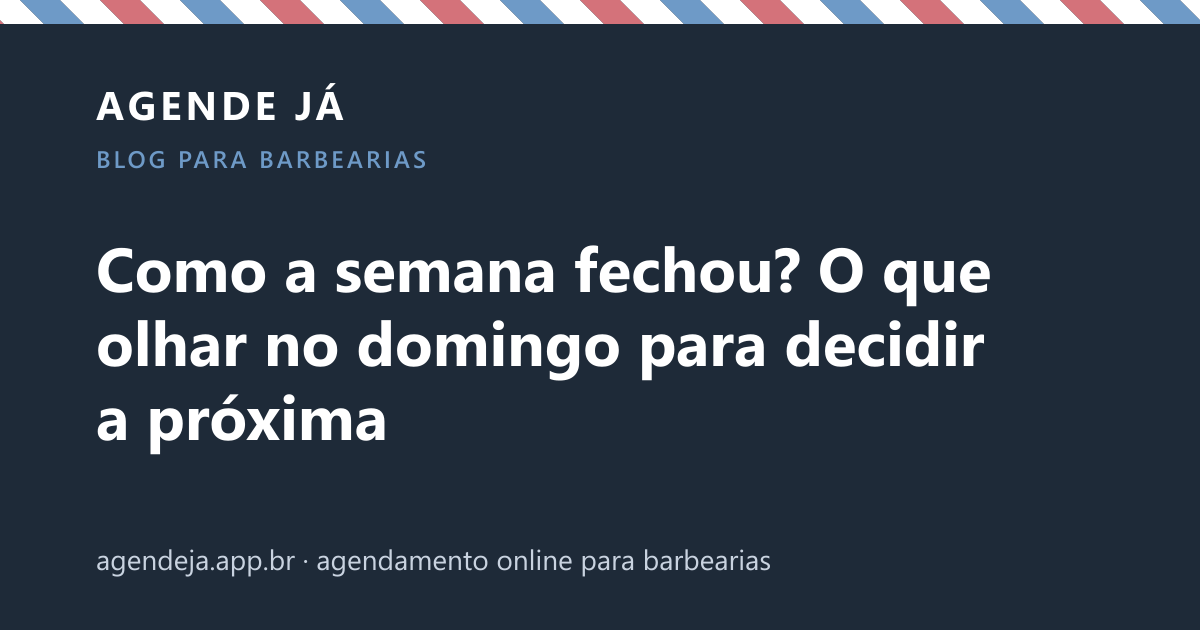 AGENDE JÁ
BLOG PARA BARBEARIAS
Como a semana fechou? O que
olhar no domingo para decidir
a próxima
agendeja.app.br · agendamento online para barbearias